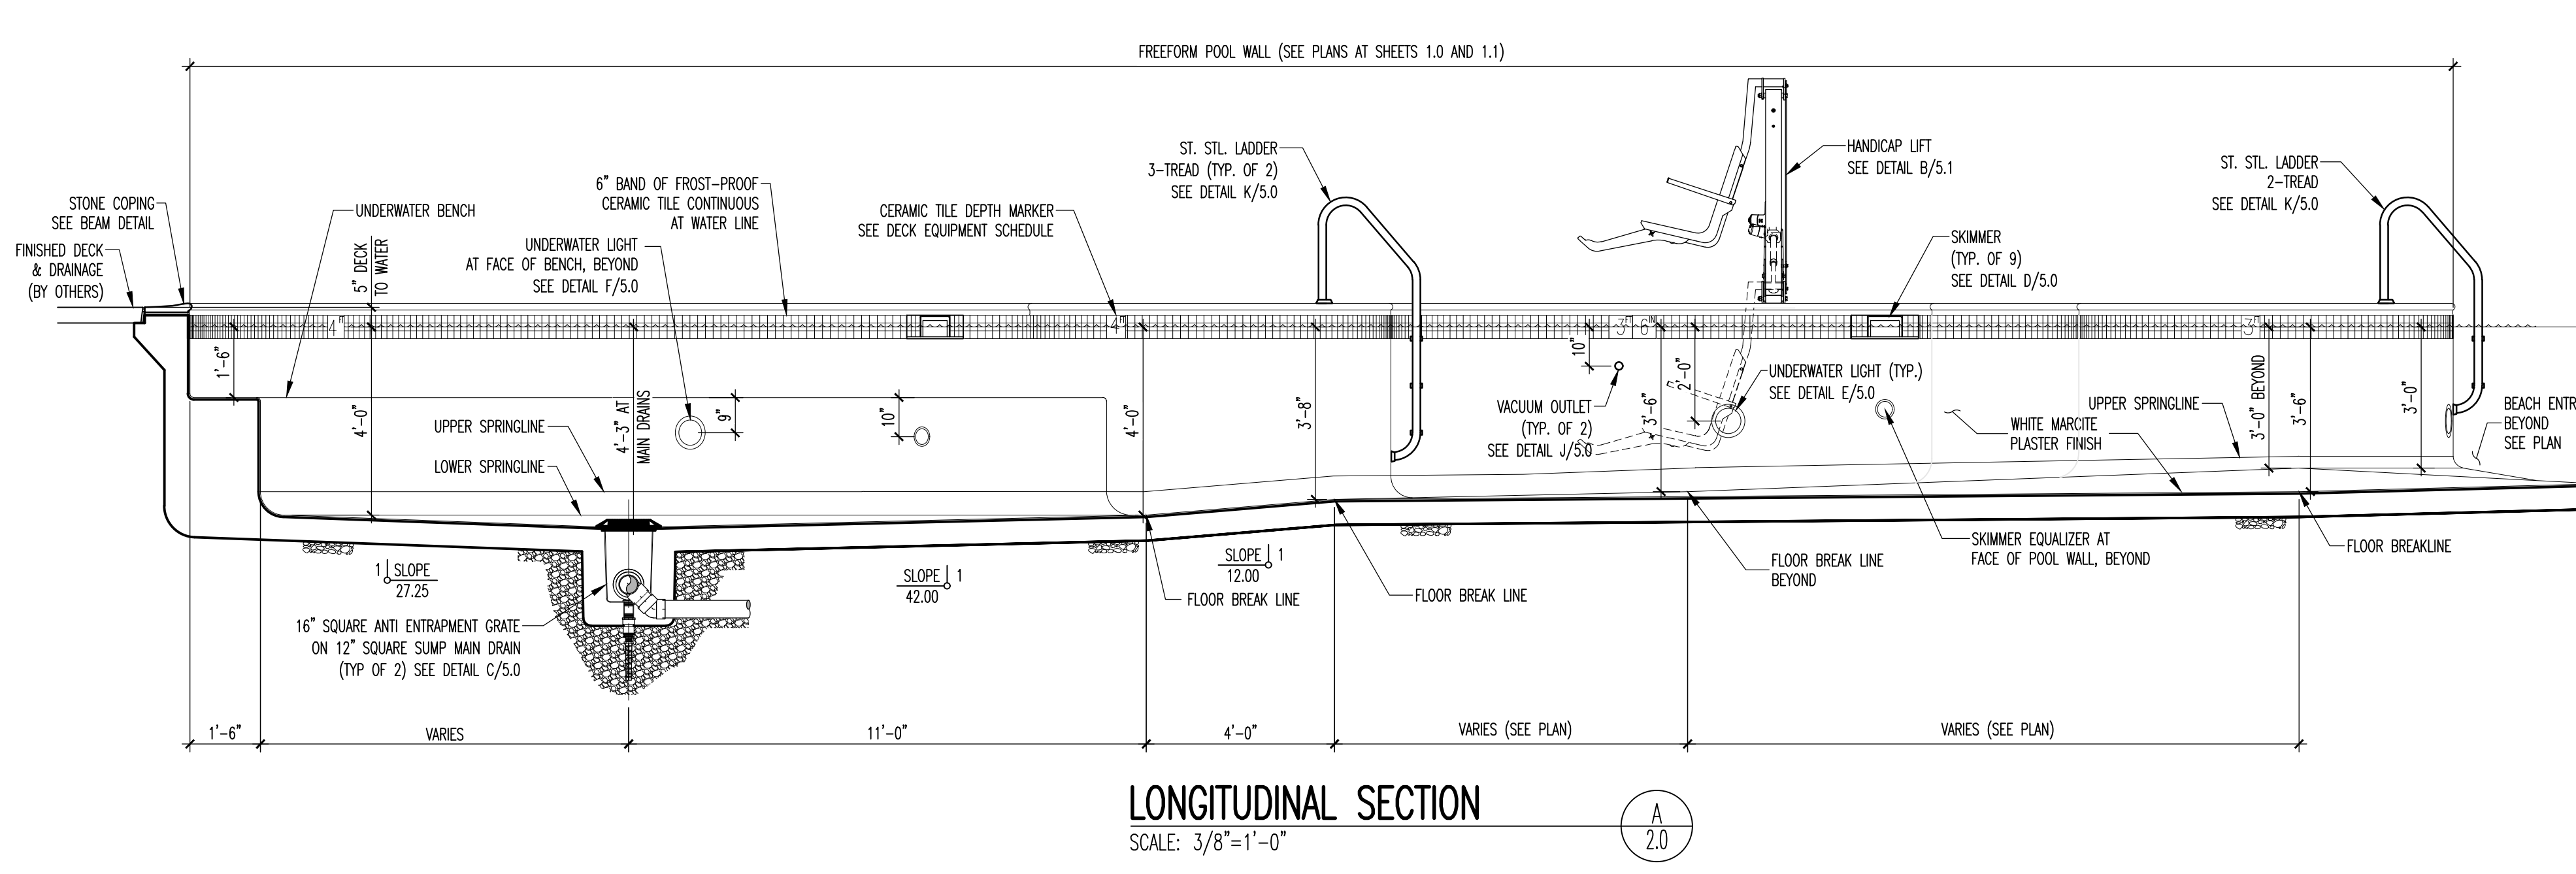 FREEFORM POOL WALL (SEE PLANS AT SHEETS 1.0 AND 1.1)
STONE COPING
SEE BEAM DETAIL
FINISHED DECK
& DRAINAGE
(BY OTHERS)
UNDERWATER BENCH
5" DECK
TO WATER
6" BAND OF FROST-PROOF
CERAMIC TILE CONTINUOUS
AT WATER LINE
UNDERWATER LIGHT
AT FACE OF BENCH, BEYOND
SEE DETAIL F/5.0
CERAMIC TILE DEPTH MARKER
SEE DECK EQUIPMENT SCHEDULE
ST. STL. LADDER
3-TREAD (TYP. OF 2)
SEE DETAIL K/5.0
HANDICAP LIFT
SEE DETAIL B/5.1
SKIMMER
(TYP. OF 9)
SEE DETAIL D/5.0
ST. STL. LADDER
2-TREAD
SEE DETAIL K/5.0
4 FT
4 FT
3 FT 6 IN
3 FT
1'-6"
4'-0"
4'-3" AT
MAIN DRAINS
9"
10"
4'-0"
3'-8"
10"
3'-6"
2'-0"
3'-0" BEYOND
3'-6"
3'-0"
UPPER SPRINGLINE
LOWER SPRINGLINE
VACUUM OUTLET
(TYP. OF 2)
SEE DETAIL J/5.0
UNDERWATER LIGHT (TYP.)
SEE DETAIL E/5.0
WHITE MARCITE
PLASTER FINISH
UPPER SPRINGLINE
BEACH ENTR
BEYOND
SEE PLAN
1 SLOPE
27.25
SLOPE 1
42.00
SLOPE 1
12.00
16" SQUARE ANTI ENTRAPMENT GRATE
ON 12" SQUARE SUMP MAIN DRAIN
(TYP OF 2) SEE DETAIL C/5.0
FLOOR BREAK LINE
FLOOR BREAK LINE
FLOOR BREAK LINE
BEYOND
SKIMMER EQUALIZER AT
FACE OF POOL WALL, BEYOND
FLOOR BREAKLINE
1'-6"
VARIES
11'-0"
4'-0"
VARIES (SEE PLAN)
VARIES (SEE PLAN)
LONGITUDINAL SECTION
SCALE: 3/8"=1'-0"
A
2.0